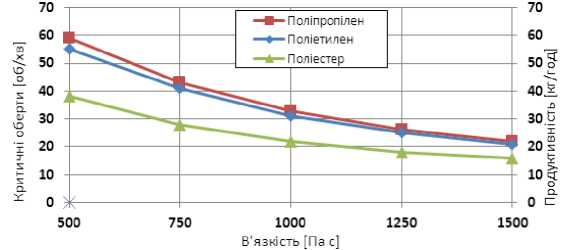 Критичні оберти [об/хв]
70
60
50
40
30
20
10
0
Поліпропілен
Поліетилен
Поліестер
70
60
50
40
30
20
10
0
Продуктивність [кг/год]
500 750 1000 1250 1500
В'язкість [Па с]